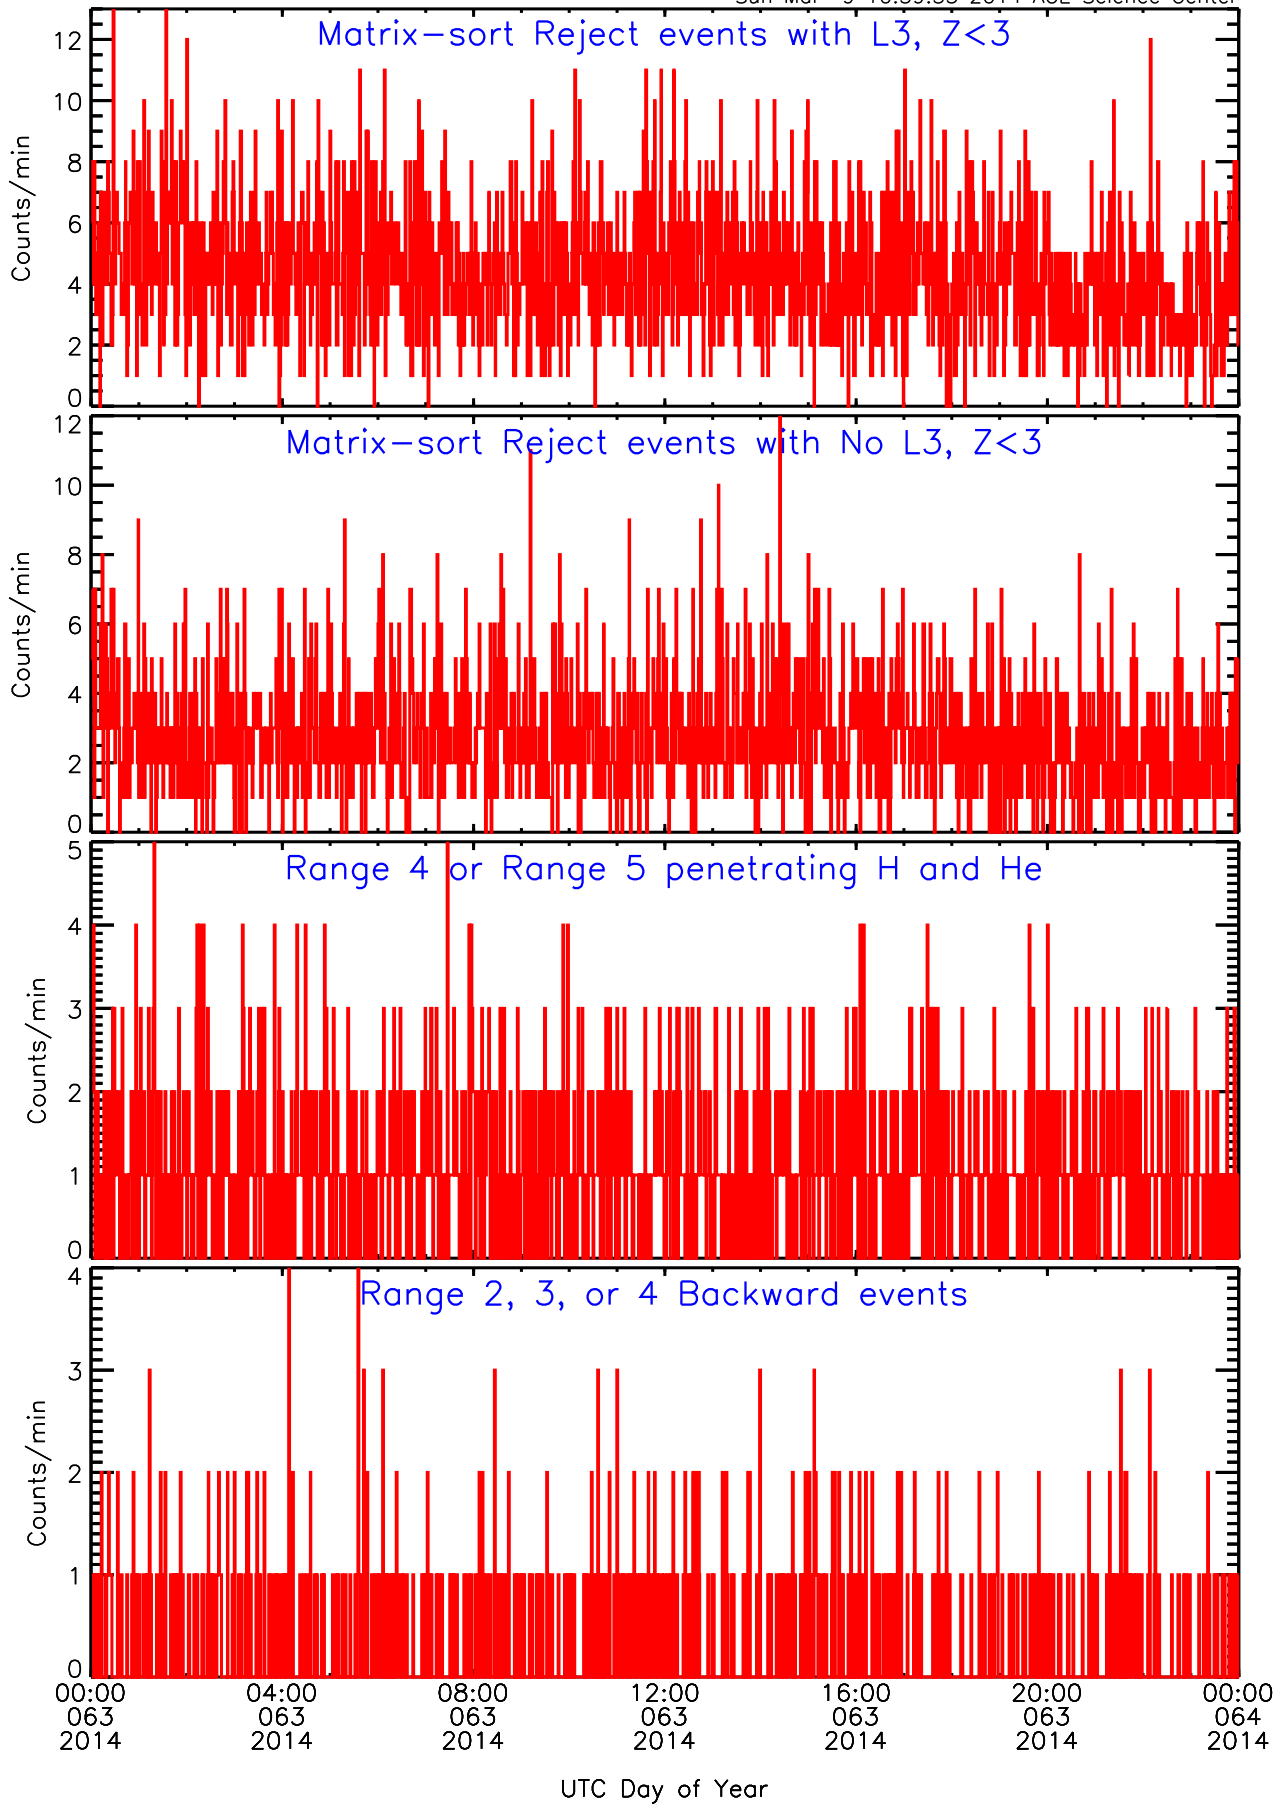 Matrix-sort Reject events with L3, Z<3
Counts/min
12
10
8
6
4
2
0
Matrix-sort Reject events with No L3, Z<3
Counts/min
12
10
8
6
4
2
0
Range 4 or Range 5 penetrating H and He
Counts/min
5
4
3
2
1
0
Range 2, 3, or 4 Backward events
Counts/min
4
3
2
1
0
00:00 04:00 08:00 12:00 16:00 20:00 00:00
063 063 063 063 063 063 064
2014 2014 2014 2014 2014 2014 2014
UTC Day of Year